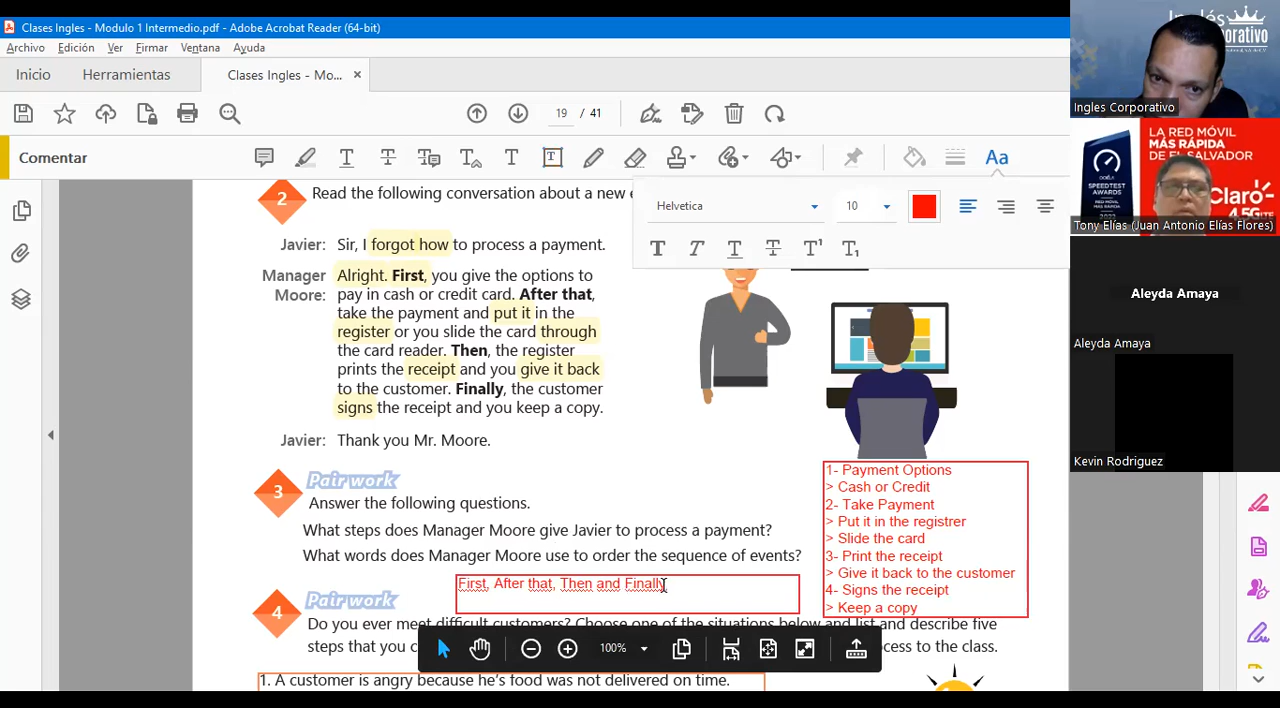 Clases Ingles - Modulo 1 Intermedio.pdf - Adobe Acrobat Reader (64-bit)
Archivo Edición Ver Firmar Ventana Ayuda
Inicio Herramientas Clases Ingles - Mo... ×
19 / 41
Comentar
Helvetica 10
2 Read the following conversation about a new e
Javier: Sir, I forgot how to process a payment.
Manager Moore: Alright. First, you give the options to
pay in cash or credit card. After that,
take the payment and put it in the
register or you slide the card through
the card reader. Then, the register
prints the receipt and you give it back
to the customer. Finally, the customer
signs the receipt and you keep a copy.
Javier: Thank you Mr. Moore.
3 Pair work
Answer the following questions.
What steps does Manager Moore give Javier to process a payment?
What words does Manager Moore use to order the sequence of events?
First, After that, Then and Finally
1- Payment Options
> Cash or Credit
2- Take Payment
> Put it in the registrer
> Slide the card
3- Print the receipt
> Give it back to the customer
4- Signs the receipt
> Keep a copy
4 Pair work
Do you ever meet difficult customers? Choose one of the situations below and list and describe five
steps that you c
ocess to the class.
100%
1. A customer is angry because he's food was not delivered on time.
Inglés
rporativo
Ingles Corporativo
LA RED MÓVIL
MÁS RÁPIDA
DE EL SALVADOR
SPEEDTEST
AWARDS
Claro
4.5G LTE
Tony Elías (Juan Antonio Elías Flores)
Aleyda Amaya
Aleyda Amaya
Kevin Rodriguez